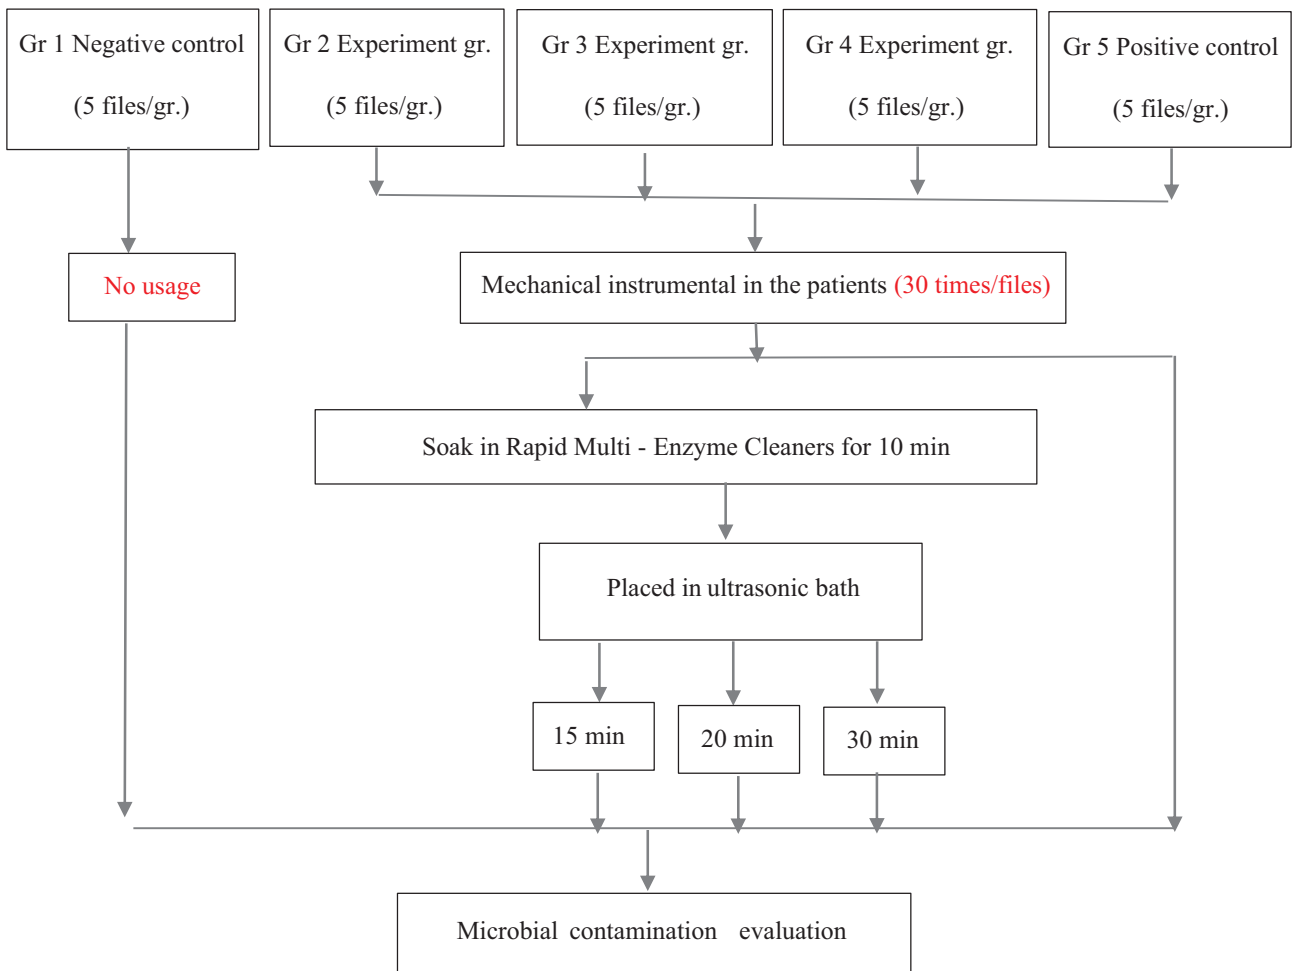 Gr 1 Negative control
(5 files/gr.)
Gr 2 Experiment gr.
(5 files/gr.)
Gr 3 Experiment gr.
(5 files/gr.)
Gr 4 Experiment gr.
(5 files/gr.)
Gr 5 Positive control
(5 files/gr.)
No usage
Mechanical instrumental in the patients (30 times/files)
Soak in Rapid Multi - Enzyme Cleaners for 10 min
Placed in ultrasonic bath
15 min
20 min
30 min
Microbial contamination evaluation